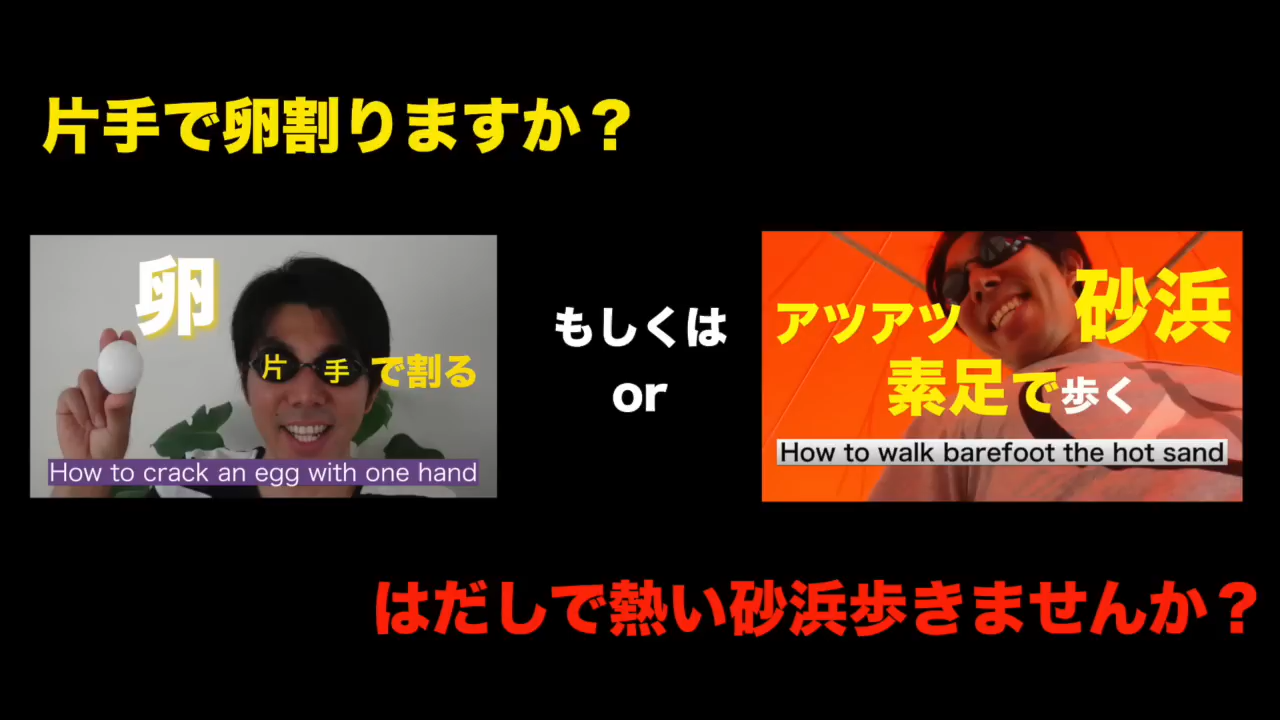 片手で卵割りますか？
卵
片 手 で割る
How to crack an egg with one hand
もしくは
or
アツアツ 砂浜
素足で歩く
How to walk barefoot the hot sand
はだしで熱い砂浜歩きませんか？